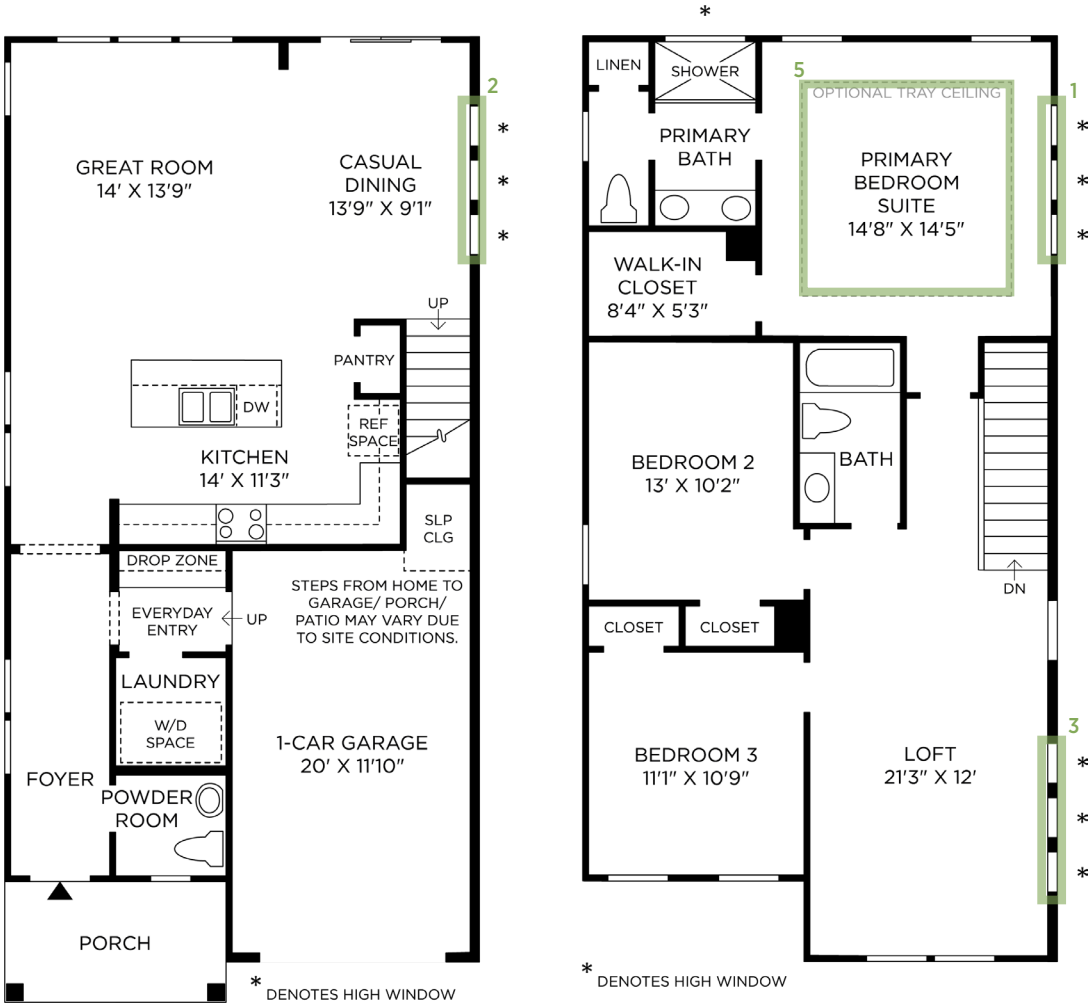 2
*
*
*
GREAT ROOM
14' X 13'9"
CASUAL
DINING
13'9" X 9'1"
UP
PANTRY
DW
REF
SPACE
KITCHEN
14' X 11'3"
SLP
CLG
DROP ZONE
STEPS FROM HOME TO
GARAGE/ PORCH/
PATIO MAY VARY DUE
TO SITE CONDITIONS.
EVERYDAY
ENTRY
UP
LAUNDRY
W/D
SPACE
1-CAR GARAGE
20' X 11'10"
FOYER
POWDER
ROOM
PORCH
* DENOTES HIGH WINDOW
*
LINEN
SHOWER
5
OPTIONAL TRAY CEILING
1
*
*
*
PRIMARY
BATH
PRIMARY
BEDROOM
SUITE
14'8" X 14'5"
WALK-IN
CLOSET
8'4" X 5'3"
BEDROOM 2
13' X 10'2"
BATH
DN
CLOSET
CLOSET
3
*
*
*
BEDROOM 3
11'1" X 10'9"
LOFT
21'3" X 12'
* DENOTES HIGH WINDOW